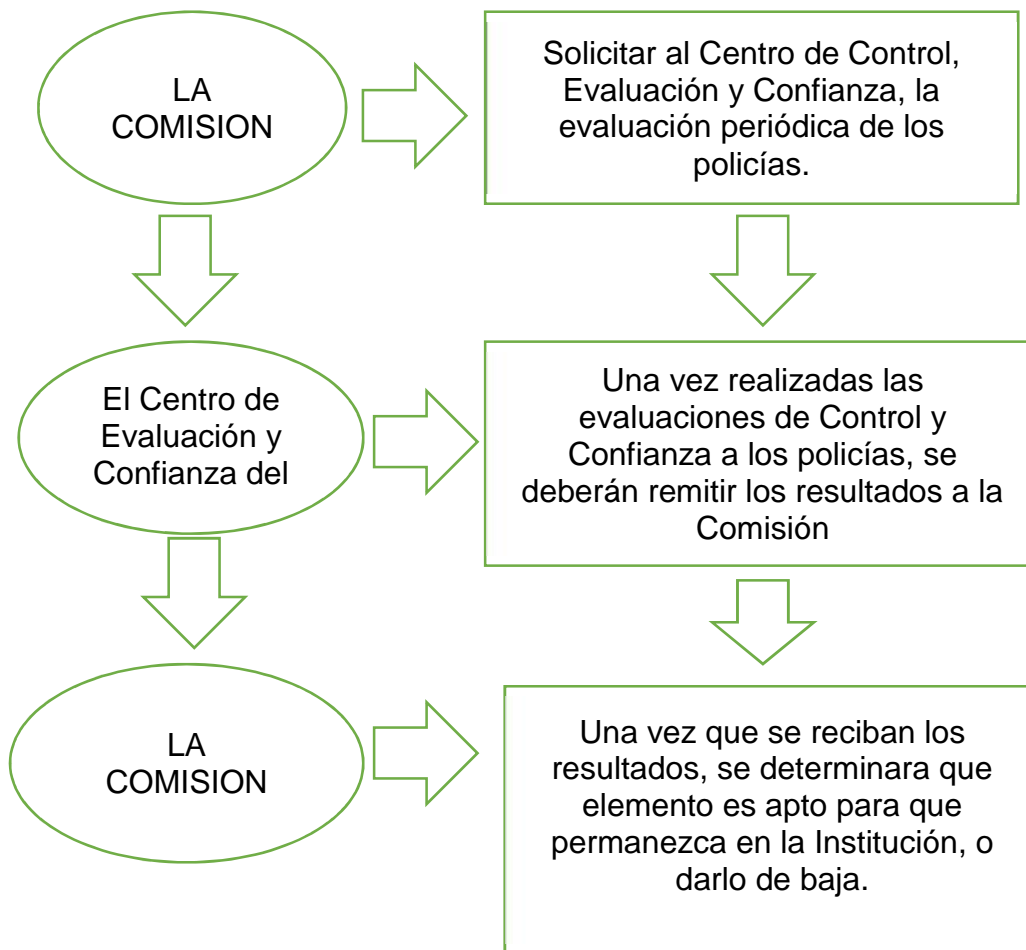 LA
COMISION
Solicitar al Centro de Control,
Evaluación y Confianza, la
evaluación periódica de los
policías.
El Centro de
Evaluación y
Confianza del
Una vez realizadas las
evaluaciones de Control y
Confianza a los policías, se
deberán remitir los resultados a la
Comisión
LA
COMISION
Una vez que se reciban los
resultados, se determinara que
elemento es apto para que
permanezca en la Institución, o
darlo de baja.